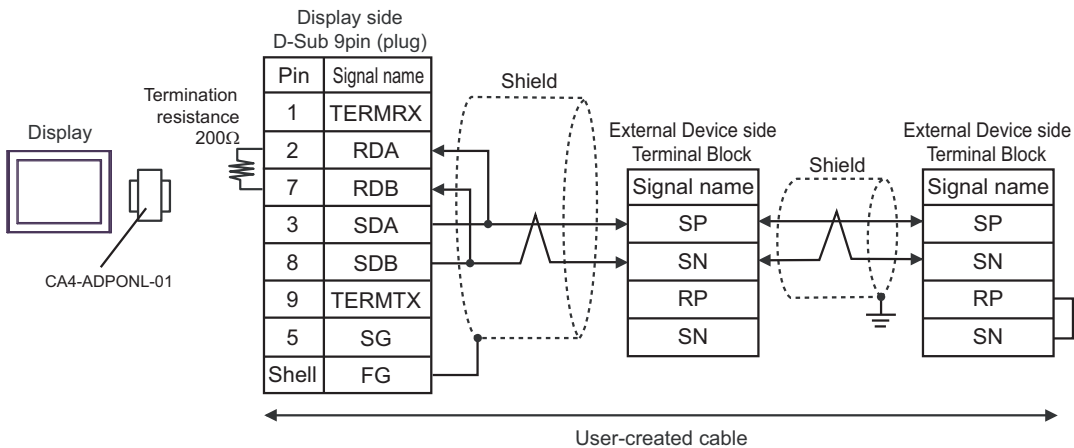 Display side
D-Sub 9pin (plug)
Pin Signal name
1 TERMRX
2 RDA
7 RDB
3 SDA
8 SDB
9 TERMTX
5 SG
Shell FG
Termination
resistance
200Ω
Display
CA4-ADPONL-01
Shield
External Device side
Terminal Block
Signal name
SP
SN
RP
SN
Shield
External Device side
Terminal Block
Signal name
SP
SN
RP
SN
User-created cable